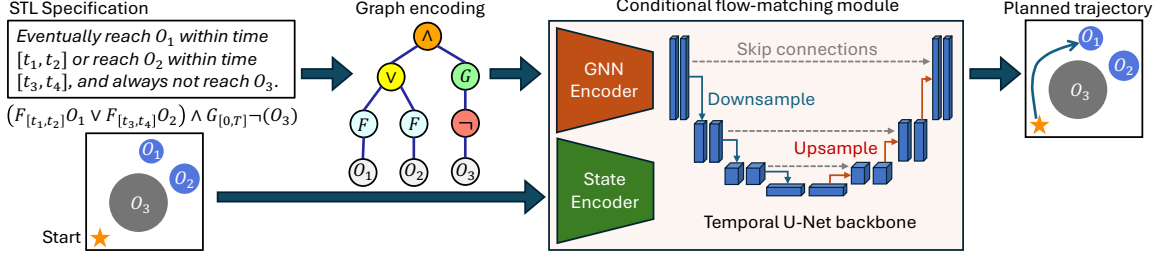 STL Specification
Eventually reach O₁ within time
[t₁, t₂] or reach O₂ within time
[t₃, t₄], and always not reach O₃.
(F[t₁,t₂]O₁ ∨ F[t₃,t₄]O₂) ∧ G[0,T]¬(O₃)
O₁
O₂
O₃
Start
Graph encoding
∧
∨
G
F
F
¬
O₁
O₂
O₃
Conditional flow-matching module
GNN
Encoder
State
Encoder
Skip connections
Downsample
Upsample
Temporal U-Net backbone
Planned trajectory
O₁
O₂
O₃